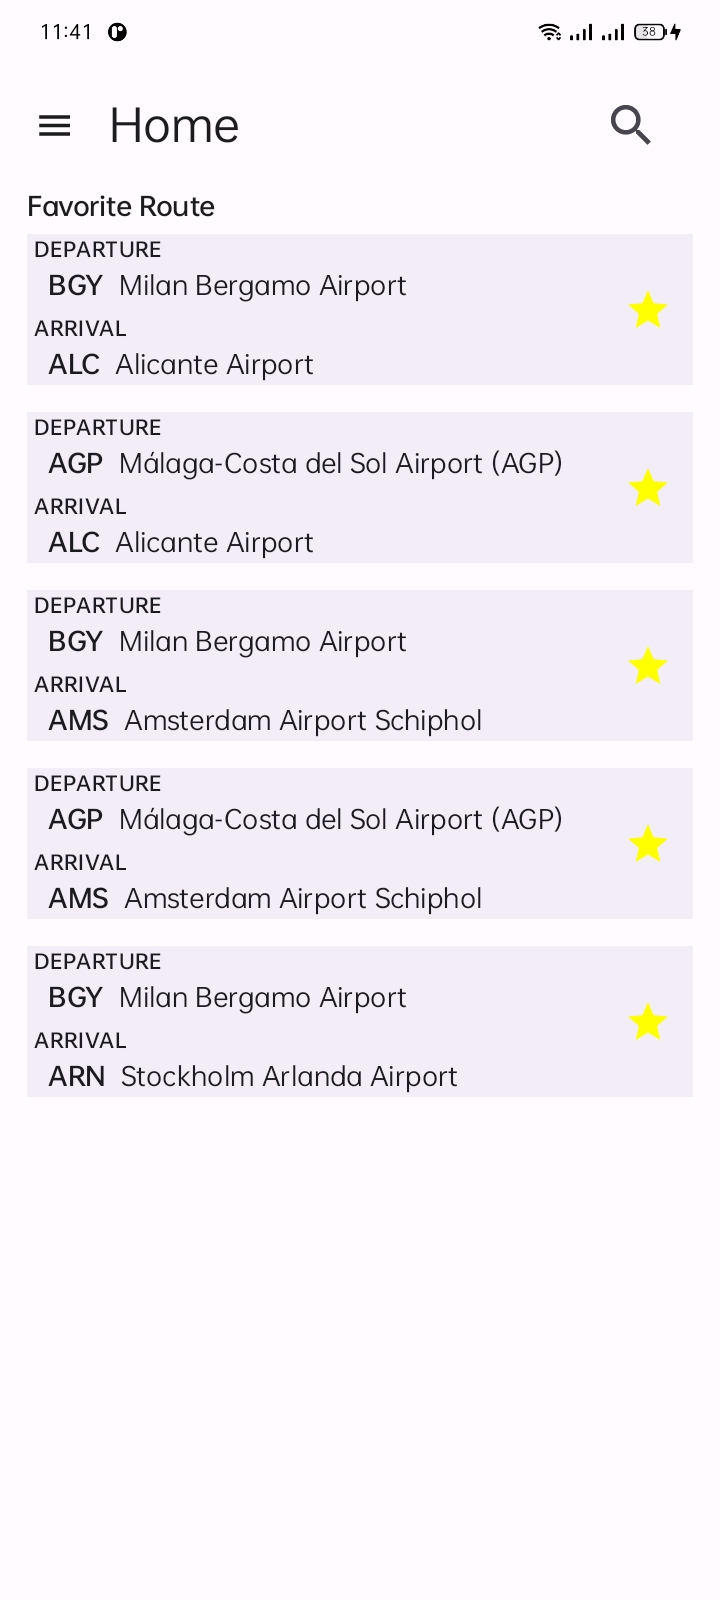 11:41
38
Home
Favorite Route
DEPARTURE
BGY Milan Bergamo Airport
ARRIVAL
ALC Alicante Airport
DEPARTURE
AGP Málaga-Costa del Sol Airport (AGP)
ARRIVAL
ALC Alicante Airport
DEPARTURE
BGY Milan Bergamo Airport
ARRIVAL
AMS Amsterdam Airport Schiphol
DEPARTURE
AGP Málaga-Costa del Sol Airport (AGP)
ARRIVAL
AMS Amsterdam Airport Schiphol
DEPARTURE
BGY Milan Bergamo Airport
ARRIVAL
ARN Stockholm Arlanda Airport